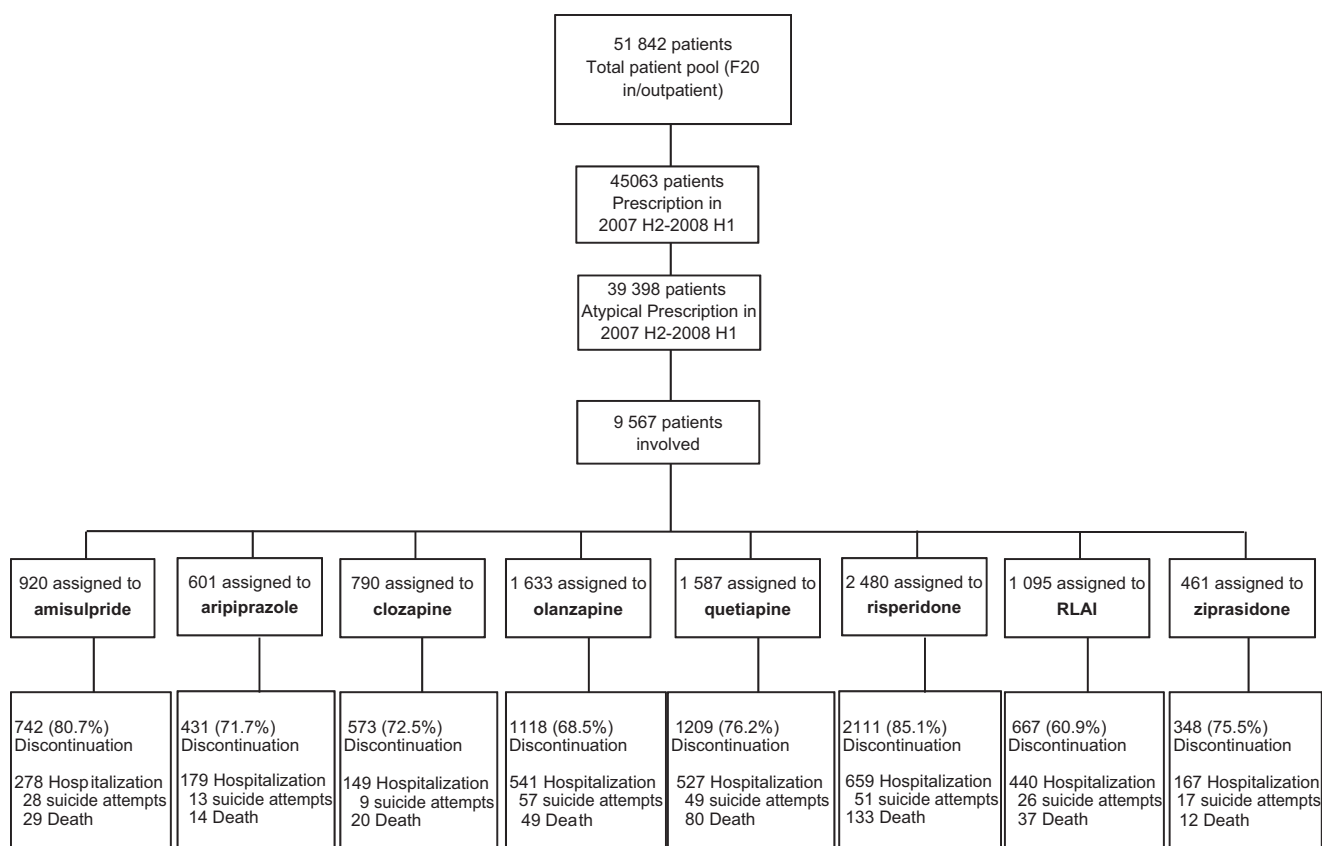 51 842 patients
Total patient pool (F20
in/outpatient)
45063 patients
Prescription in
2007 H2-2008 H1
39 398 patients
Atypical Prescription in
2007 H2-2008 H1
9 567 patients
involved
920 assigned to
amisulpride
601 assigned to
aripiprazole
790 assigned to
clozapine
1 633 assigned to
olanzapine
1 587 assigned to
quetiapine
2 480 assigned to
risperidone
1 095 assigned to
RLAI
461 assigned to
ziprasidone
742 (80.7%)
Discontinuation
278 Hospitalization
28 suicide attempts
29 Death
431 (71.7%)
Discontinuation
179 Hospitalization
13 suicide attempts
14 Death
573 (72.5%)
Discontinuation
149 Hospitalization
9 suicide attempts
20 Death
1118 (68.5%)
Discontinuation
541 Hospitalization
57 suicide attempts
49 Death
1209 (76.2%)
Discontinuation
527 Hospitalization
49 suicide attempts
80 Death
2111 (85.1%)
Discontinuation
659 Hospitalization
51 suicide attempts
133 Death
667 (60.9%)
Discontinuation
440 Hospitalization
26 suicide attempts
37 Death
348 (75.5%)
Discontinuation
167 Hospitalization
17 suicide attempts
12 Death